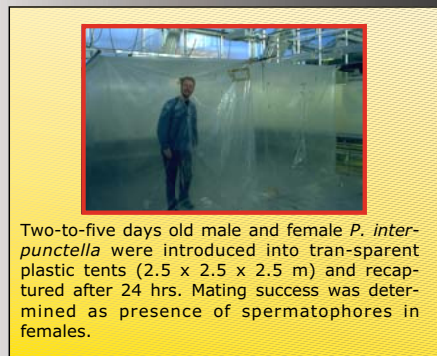 Two-to-five days old male and female P. inter-
punctella were introduced into tran-sparent
plastic tents (2.5 x 2.5 x 2.5 m) and recap-
tured after 24 hrs. Mating success was deter-
mined as presence of spermatophores in
females.